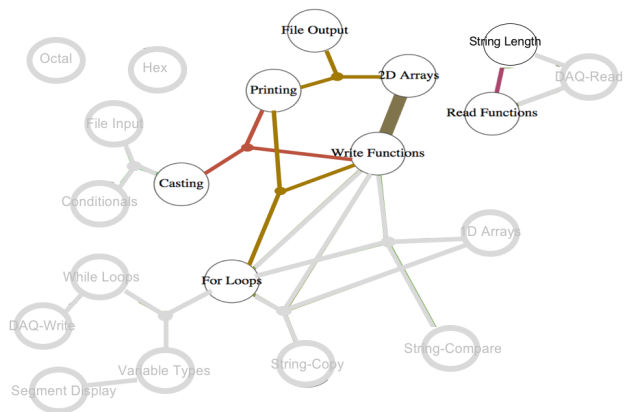 File Output
String Length
Octal
Hex
2D Arrays
DAQ-Read
Printing
Read Functions
File Input
Write Functions
Casting
Conditionals
1D Arrays
While Loops
For Loops
DAQ-Write
String-Compare
String-Copy
Variable Types
Segment Display